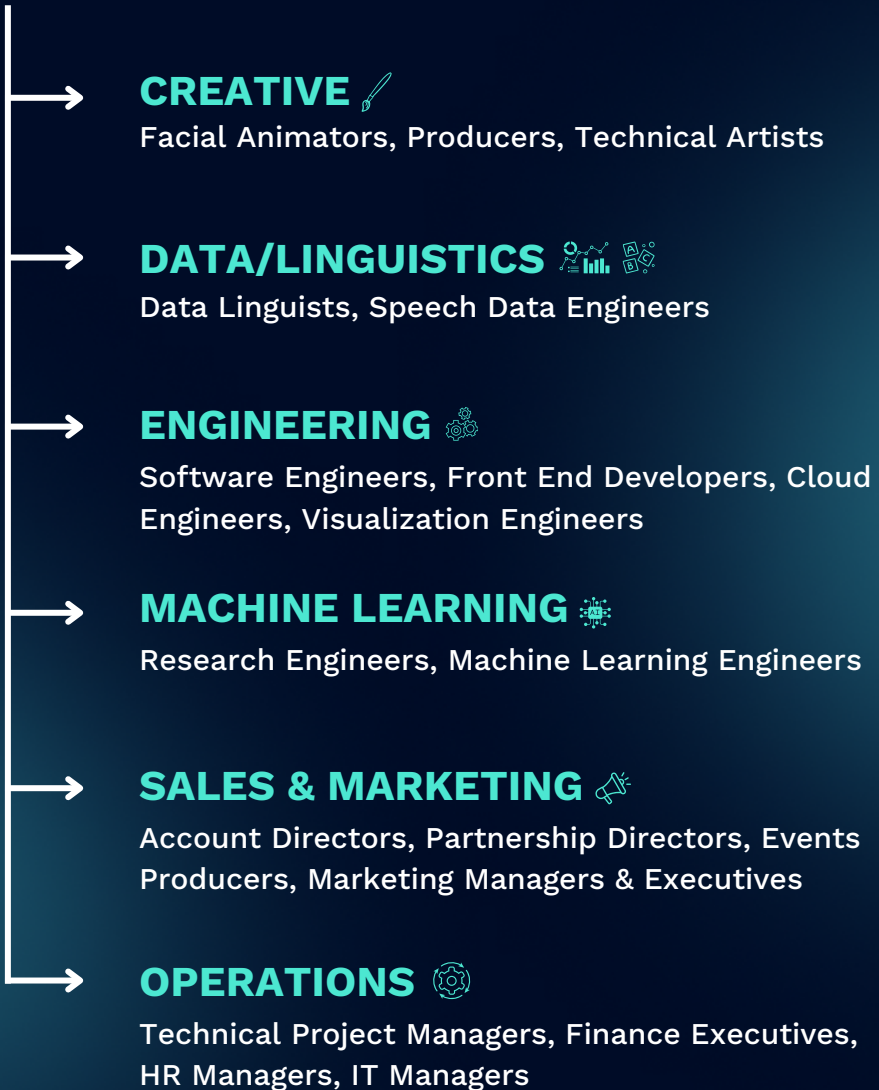 CREATIVE
Facial Animators, Producers, Technical Artists
DATA/LINGUISTICS
A
B
C
Data Linguists, Speech Data Engineers
ENGINEERING
Software Engineers, Front End Developers, Cloud
Engineers, Visualization Engineers
MACHINE LEARNING
AI
Research Engineers, Machine Learning Engineers
SALES & MARKETING
Account Directors, Partnership Directors, Events
Producers, Marketing Managers & Executives
OPERATIONS
Technical Project Managers, Finance Executives,
HR Managers, IT Managers